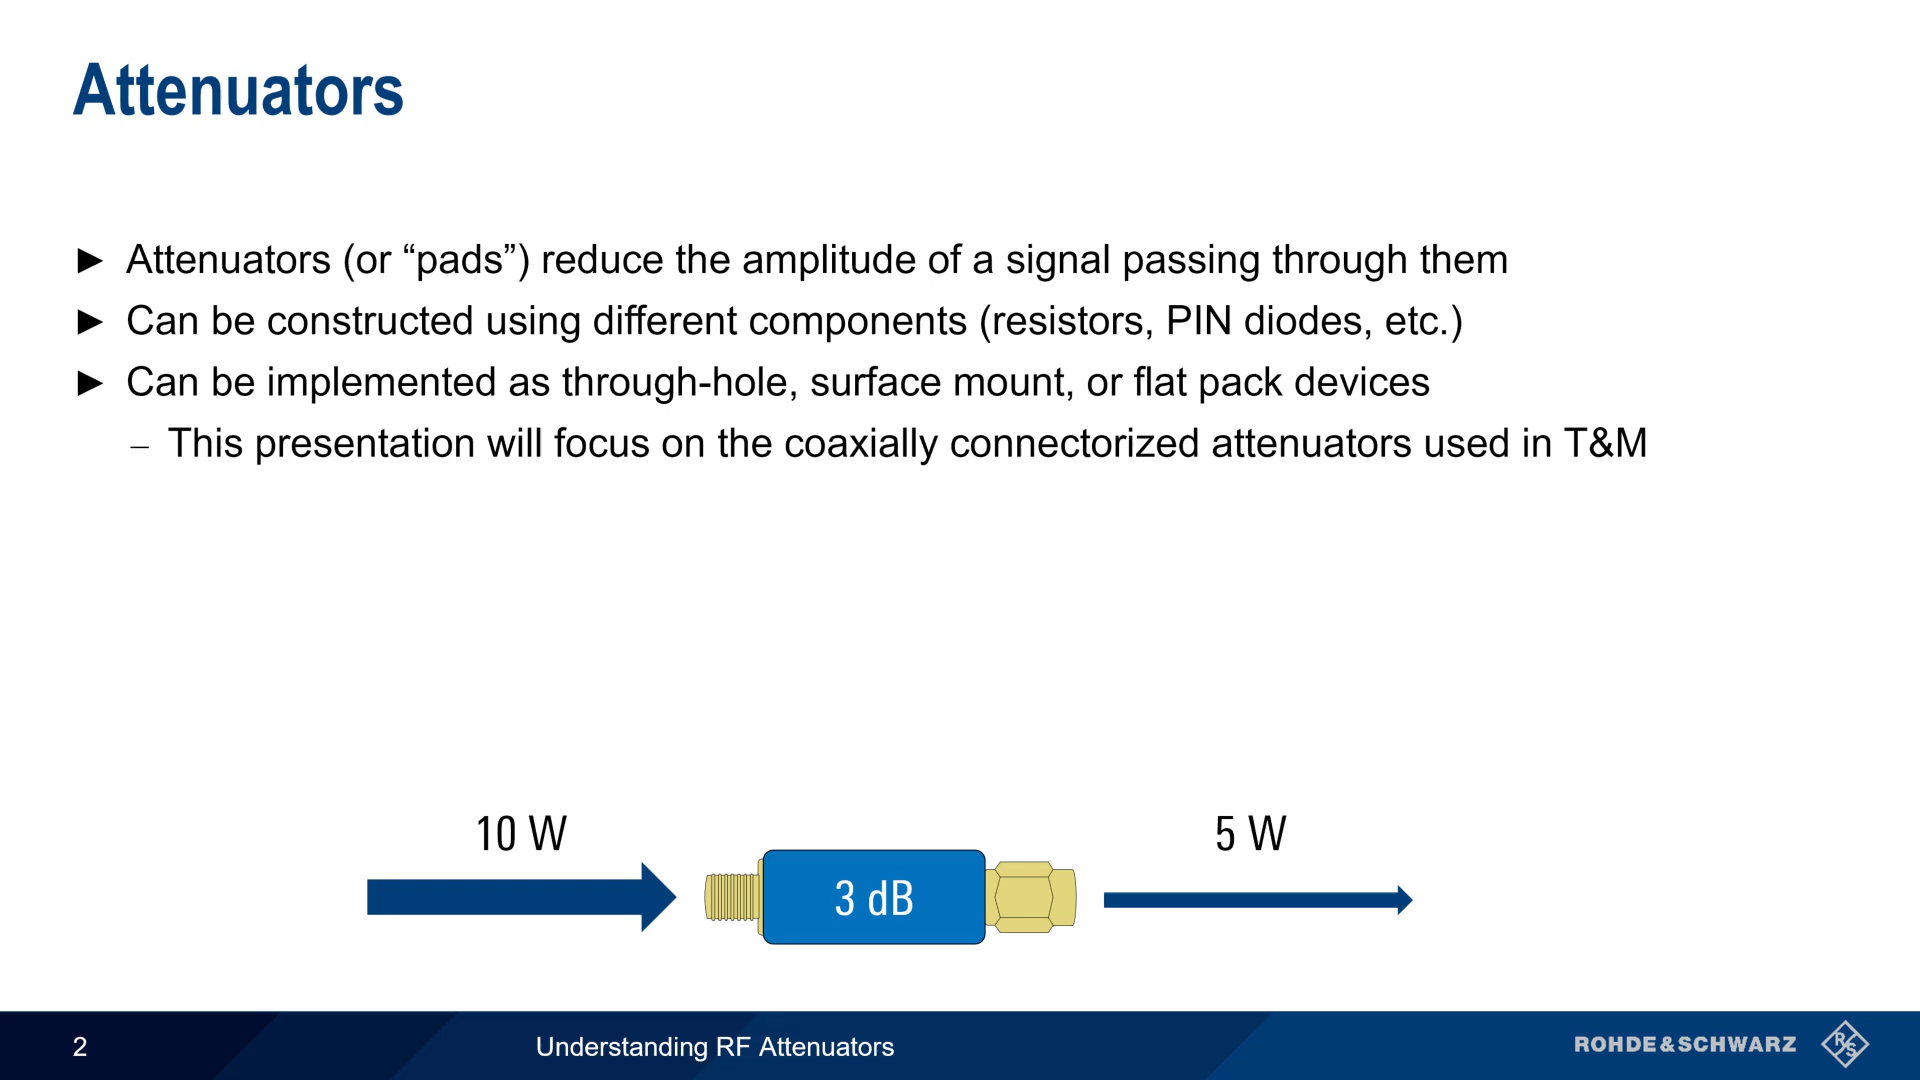 Attenuators
► Attenuators (or “pads”) reduce the amplitude of a signal passing through them
► Can be constructed using different components (resistors, PIN diodes, etc.)
► Can be implemented as through-hole, surface mount, or flat pack devices
– This presentation will focus on the coaxially connectorized attenuators used in T&M
10 W
3 dB
5 W
2
Understanding RF Attenuators
ROHDE&SCHWARZ
R&S